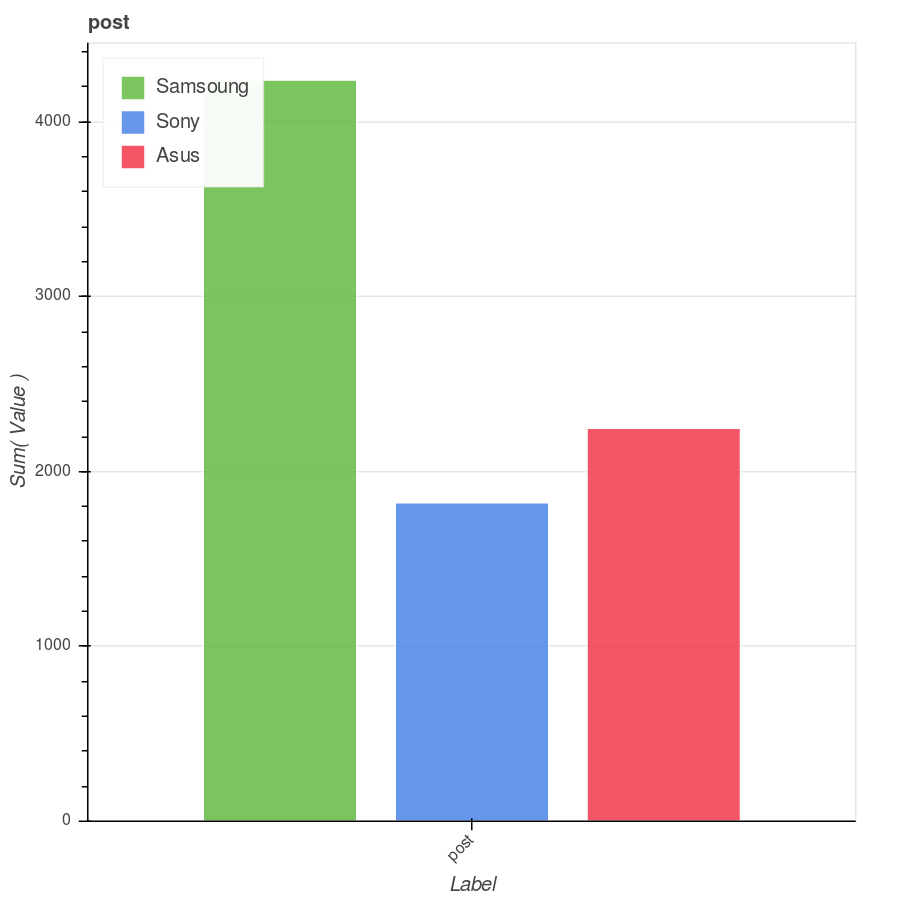 post
Samsoung
Sony
Asus
4000
3000
2000
1000
0
Sum( Value )
post
Label